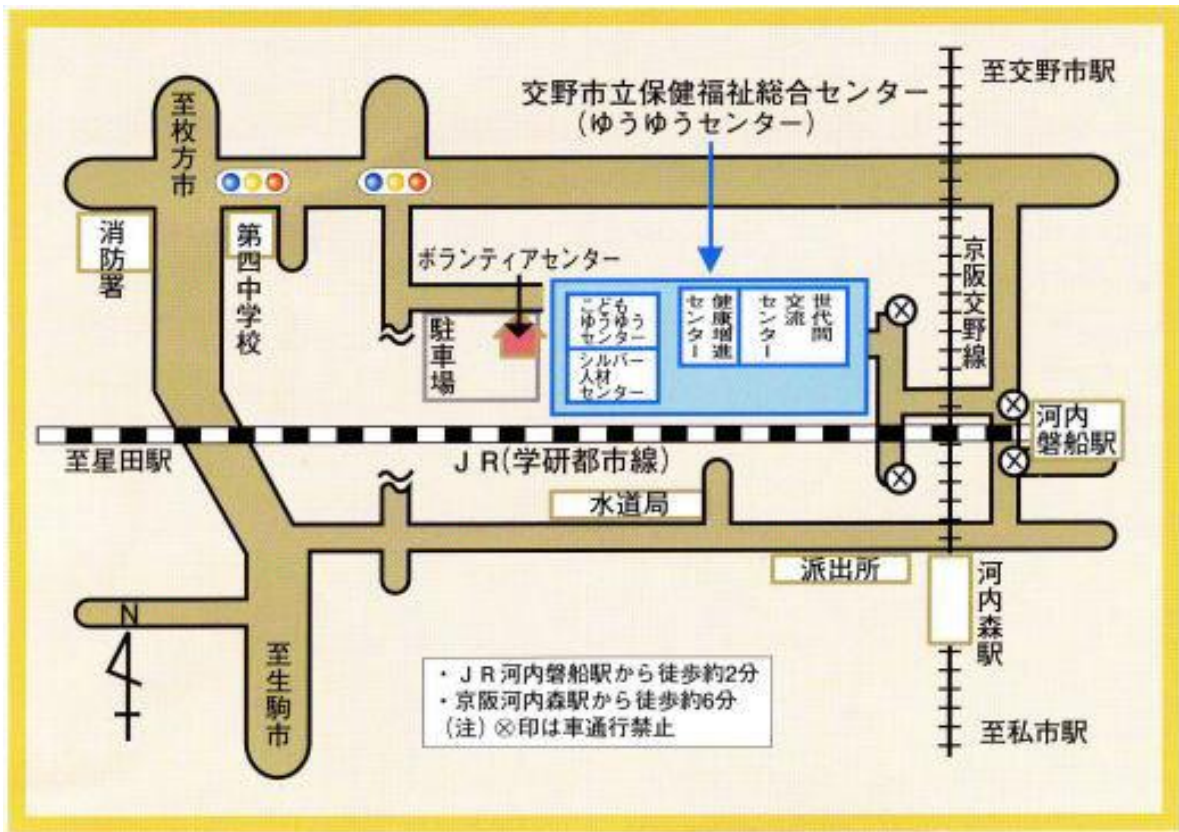 至交野市駅
交野市立保健福祉総合センター
(ゆうゆうセンター)
至枚方市
消防署
第四中学校
ボランティアセンター
駐車場
こども
ゆうゆう
センター
シルバー
人材
センター
健康増進
センター
世代間
交流
センター
京阪交野線
河内
磐船駅
至星田駅
JR(学研都市線)
水道局
派出所
河内森駅
N
至生駒市
・JR河内磐船駅から徒歩約2分
・京阪河内森駅から徒歩約6分
(注)⊗印は車通行禁止
至私市駅